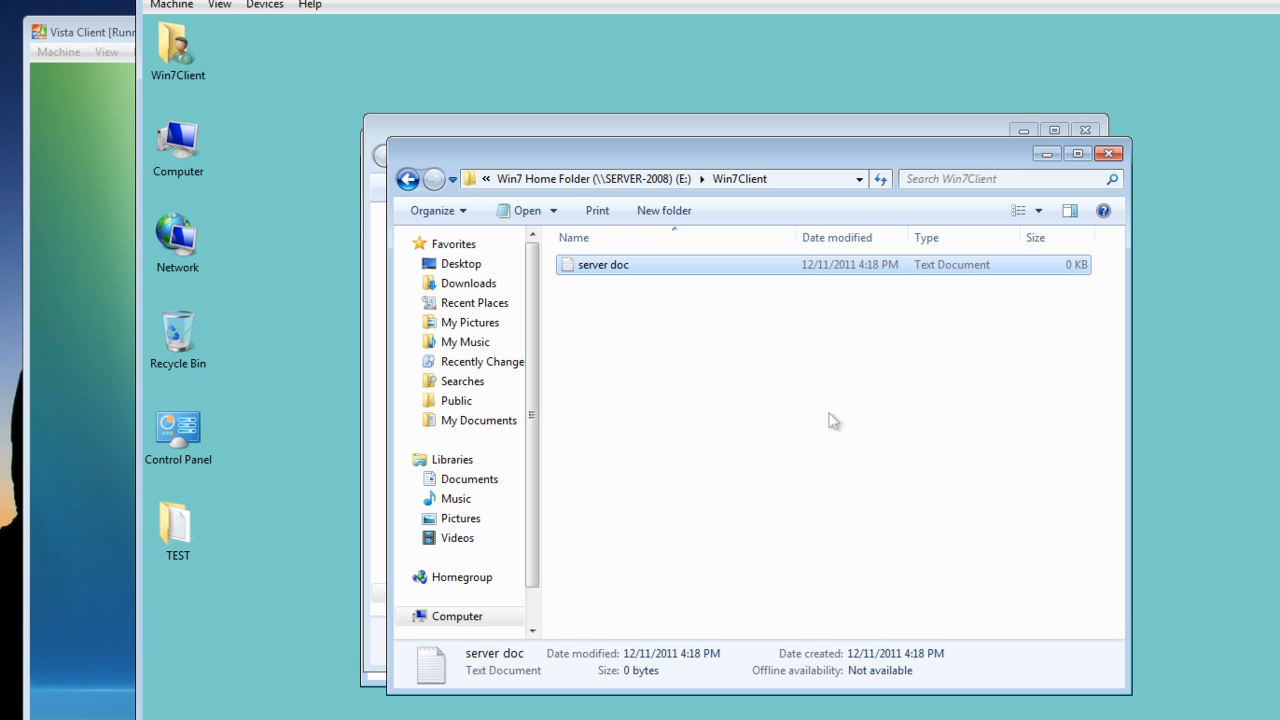 Machine View Devices Help
Vista Client [Runn
Machine View
Win7Client
Computer
Network
Recycle Bin
Control Panel
TEST
« Win7 Home Folder (\\SERVER-2008) (E:) Win7Client
Search Win7Client
Organize Open Print New folder
Name Date modified Type Size
server doc 12/11/2011 4:18 PM Text Document 0 KB
Favorites
Desktop
Downloads
Recent Places
My Pictures
My Music
Recently Change
Searches
Public
My Documents
Libraries
Documents
Music
Pictures
Videos
Homegroup
Computer
server doc Date modified: 12/11/2011 4:18 PM Date created: 12/11/2011 4:18 PM
Text Document Size: 0 bytes Offline availability: Not available